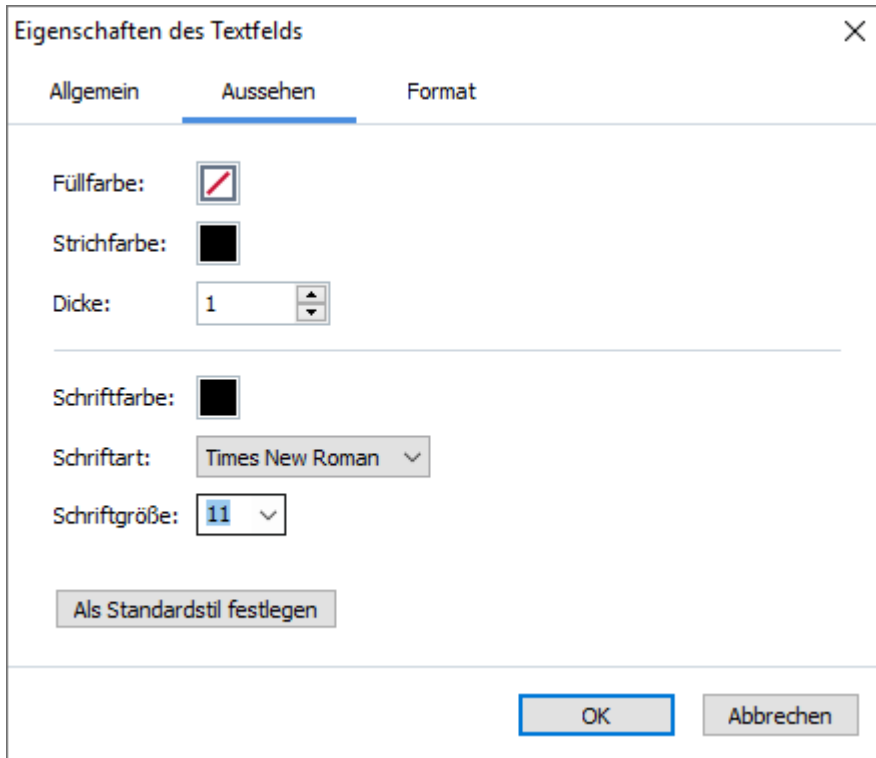 Eigenschaften des Textfelds
Allgemein Aussehen Format
Füllfarbe:
Strichfarbe:
Dicke: 1
Schriftfarbe:
Schriftart: Times New Roman
Schriftgröße: 11
Als Standardstil festlegen
OK Abbrechen